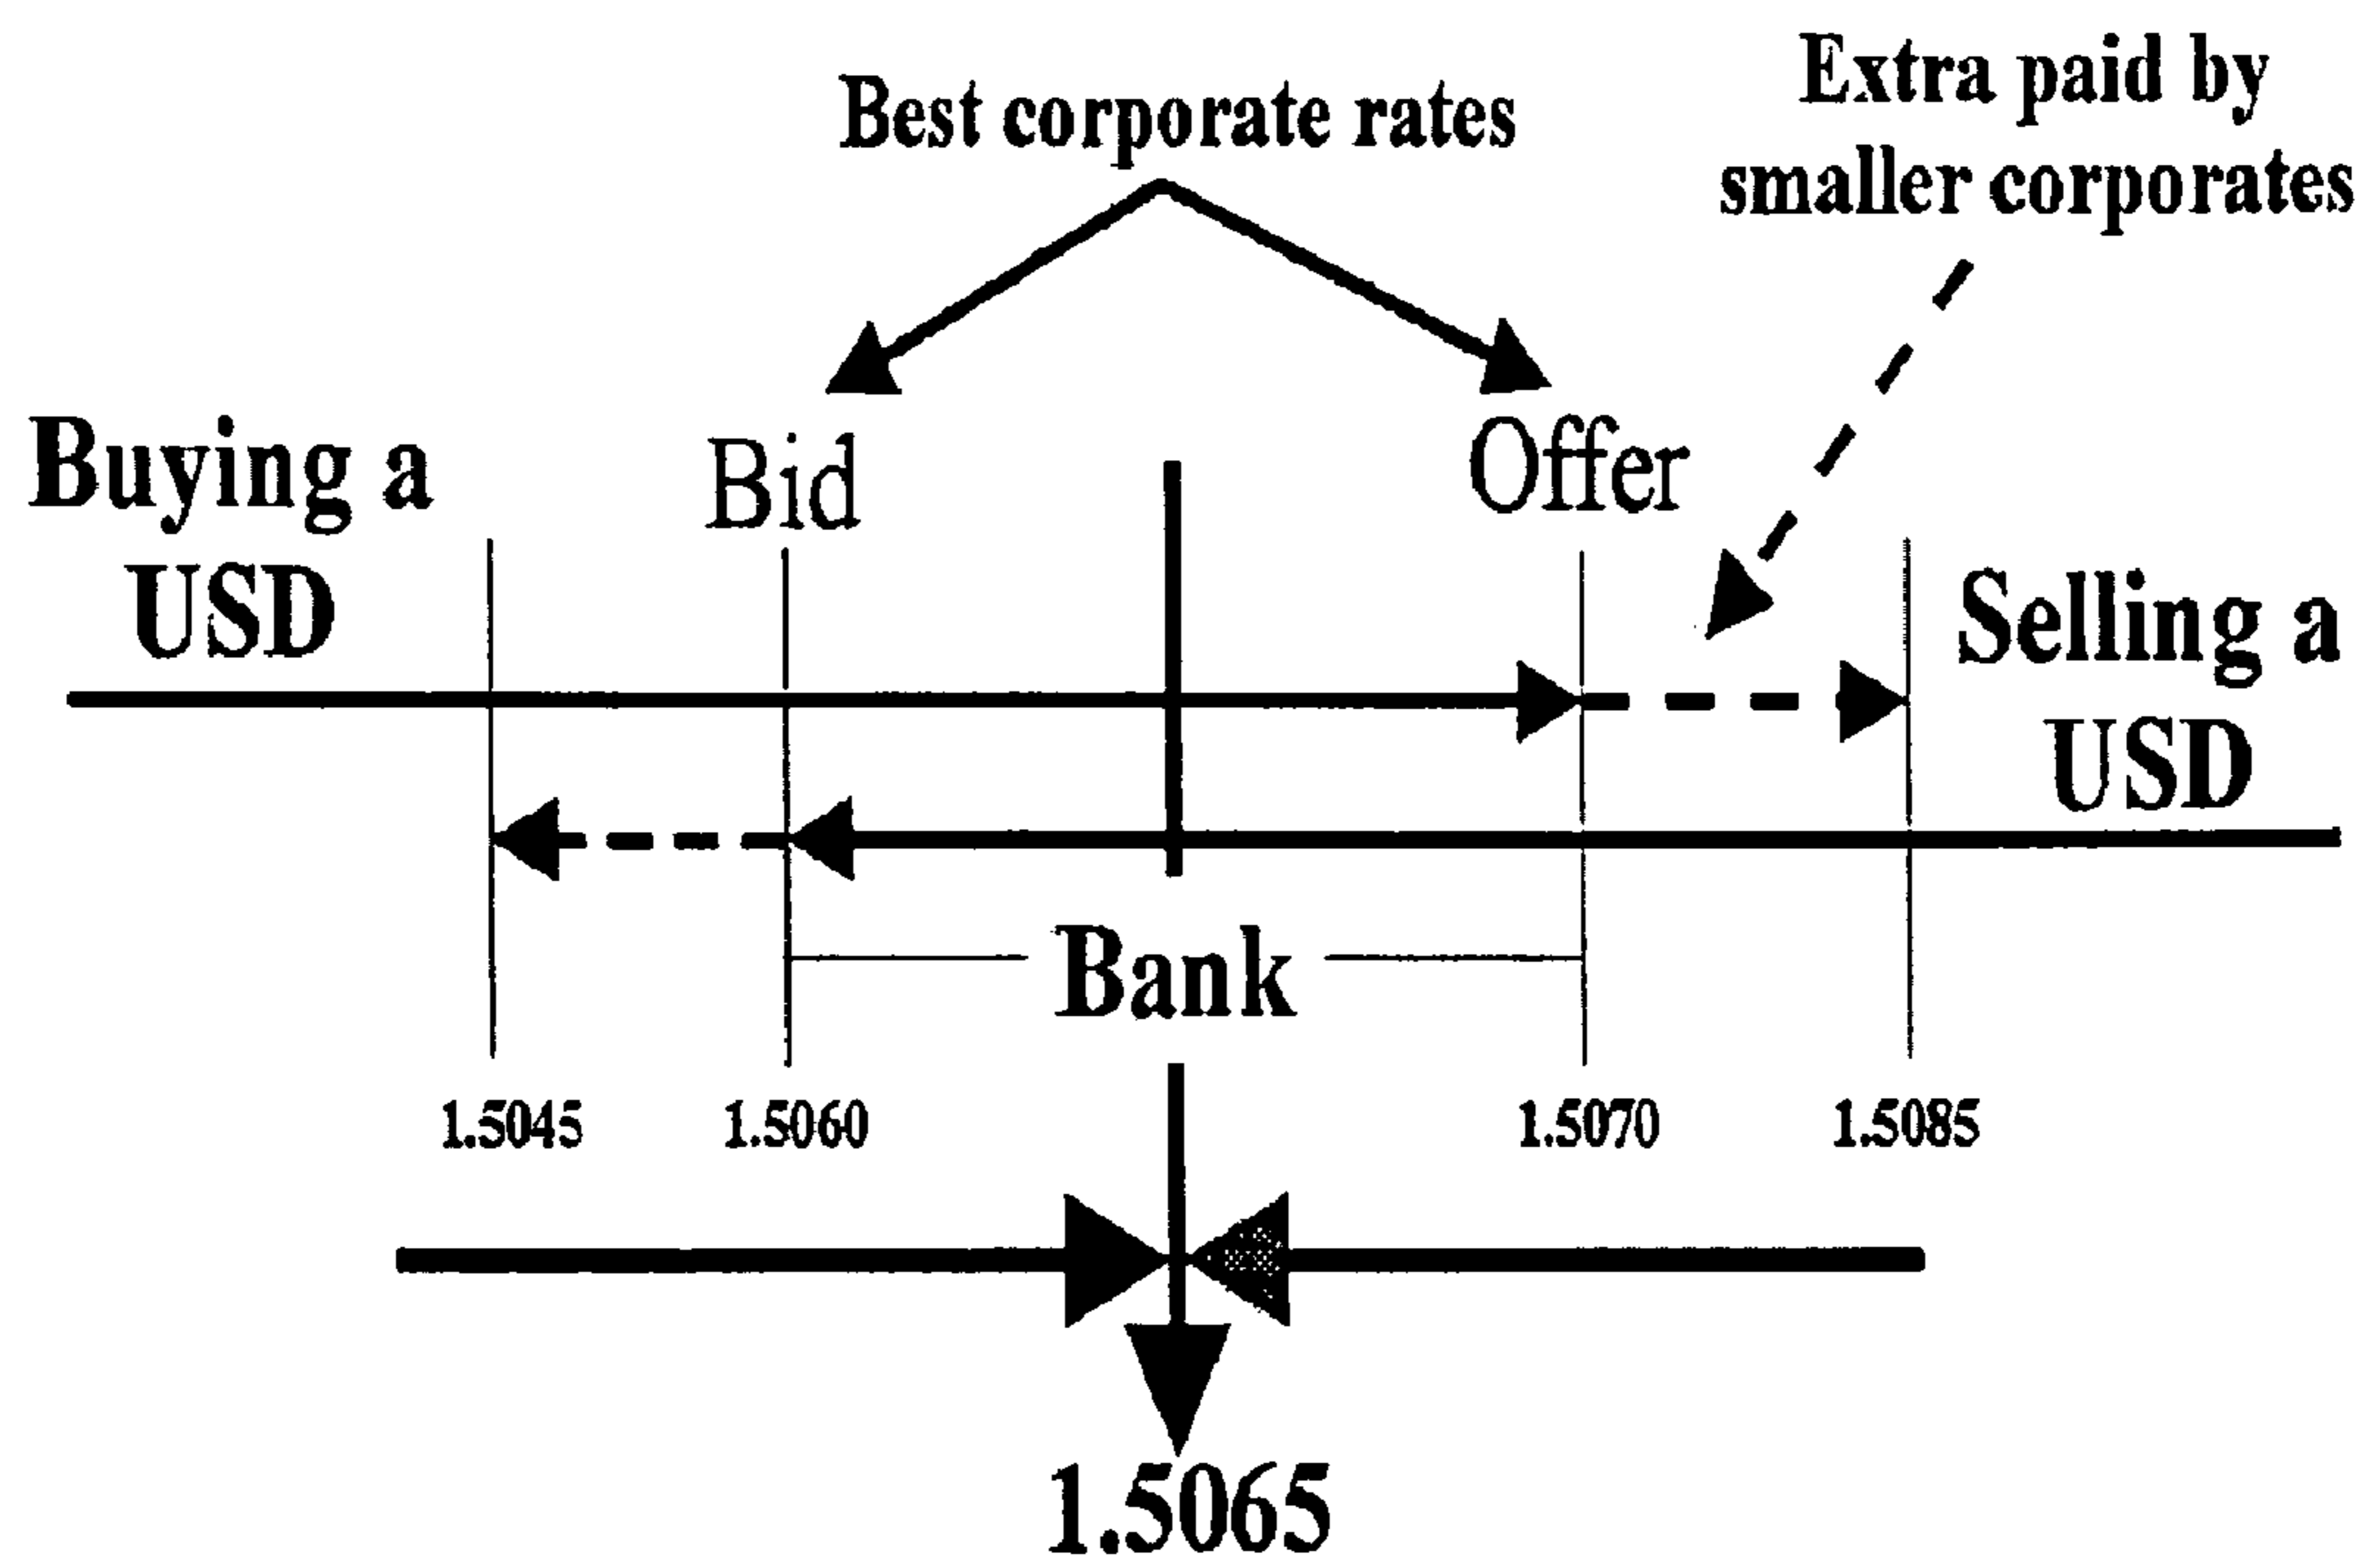 Best corporate rates
Extra paid by
smaller corporates
Buying a
USD
Bid
Offer
Selling a
USD
Bank
1.5045
1.5060
1.5070
1.5085
1.5065